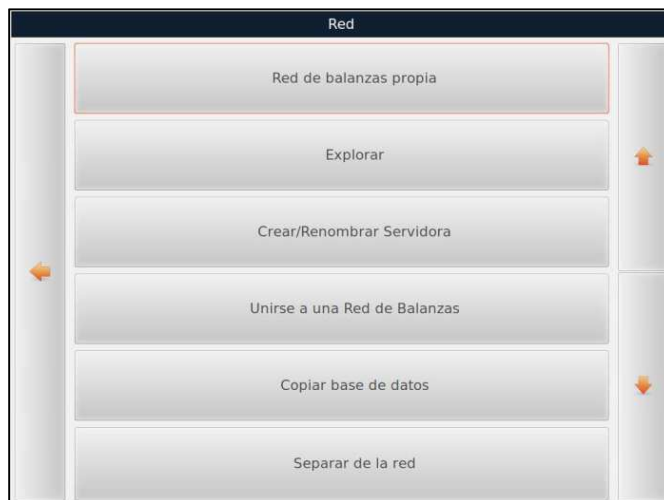 Red
Red de balanzas propia
Explorar
Crear/Renombrar Servidora
Unirse a una Red de Balanzas
Copiar base de datos
Separar de la red